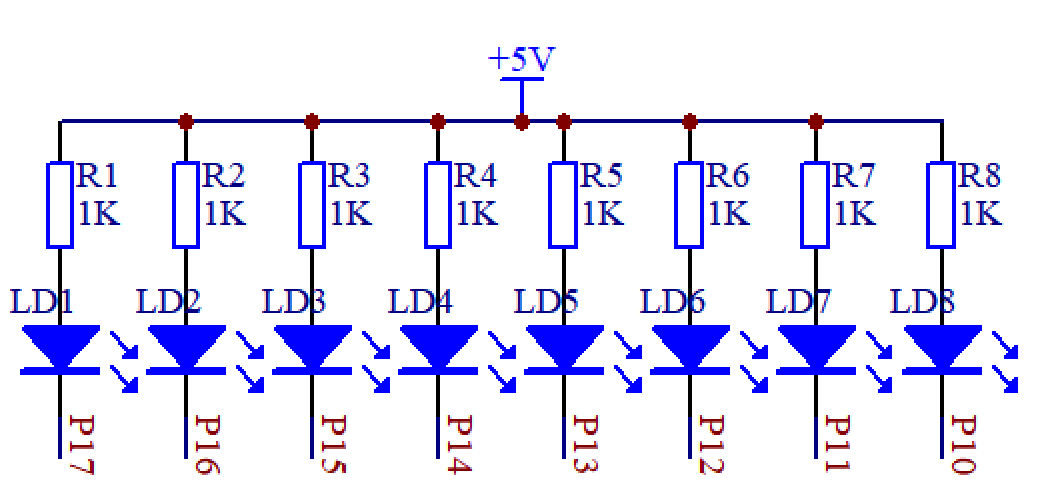 +5V
R1 R2 R3 R4 R5 R6 R7 R8
1K 1K 1K 1K 1K 1K 1K 1K
LD1 LD2 LD3 LD4 LD5 LD6 LD7 LD8
P17 P16 P15 P14 P13 P12 P11 P10